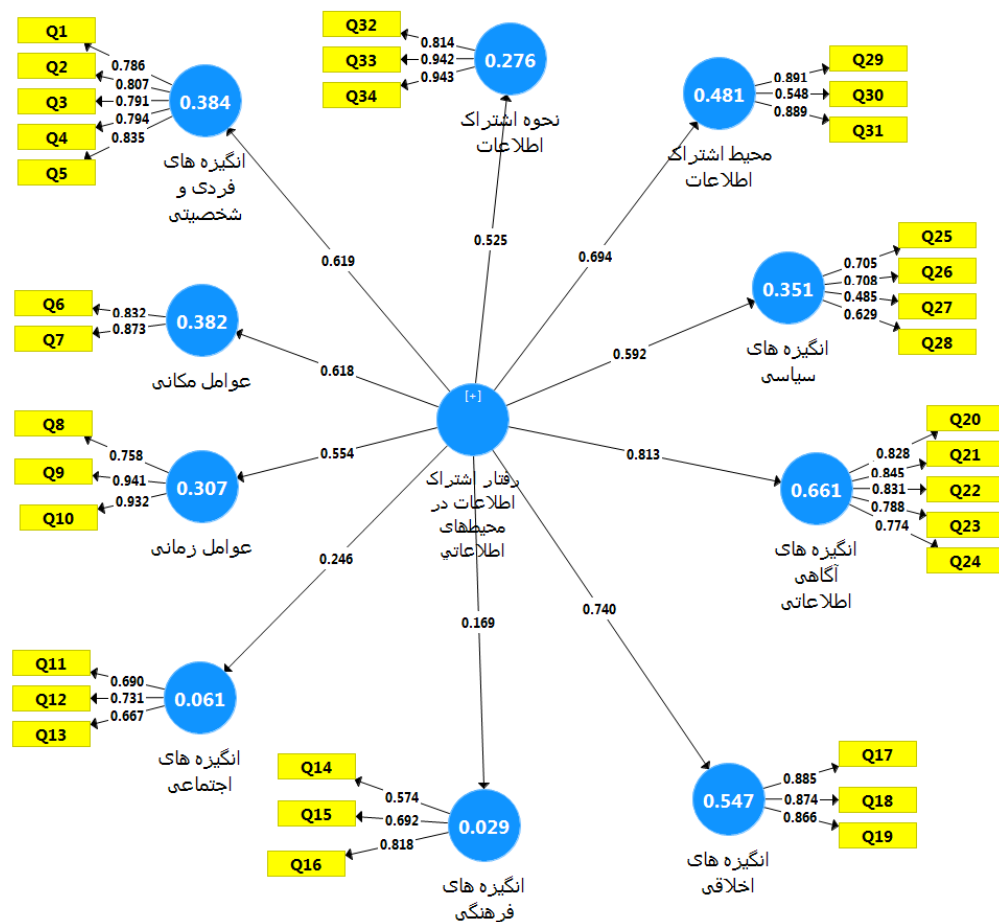 Q1
Q2
Q3
Q4
Q5
0.786
0.807
0.791
0.794
0.835
0.384
انگیزه های
فردی و
شخصیتی
Q32
Q33
Q34
0.814
0.942
0.943
0.276
نحوه اشتراک
اطلاعات
0.481
0.891
0.548
0.889
Q29
Q30
Q31
محیط اشتراک
اطلاعات
0.619
0.525
0.694
Q6
Q7
0.832
0.873
0.382
عوامل مکانی
0.618
0.351
0.705
0.708
0.485
0.629
Q25
Q26
Q27
Q28
انگیزه های
سیاسی
0.592
[+]
رفتار اشتراک
اطلاعات در
محیط‌های
اطلاعاتي
Q8
Q9
Q10
0.758
0.941
0.932
0.307
عوامل زمانی
0.554
0.813
0.661
0.828
0.845
0.831
0.788
0.774
Q20
Q21
Q22
Q23
Q24
انگیزه های
آگاهی
اطلاعاتی
0.246
0.169
0.740
Q11
Q12
Q13
0.690
0.731
0.667
0.061
انگیزه های
اجتماعی
Q14
Q15
Q16
0.574
0.692
0.818
0.029
انگیزه های
فرهنگی
0.547
0.885
0.874
0.866
Q17
Q18
Q19
انگیزه های
اخلاقی